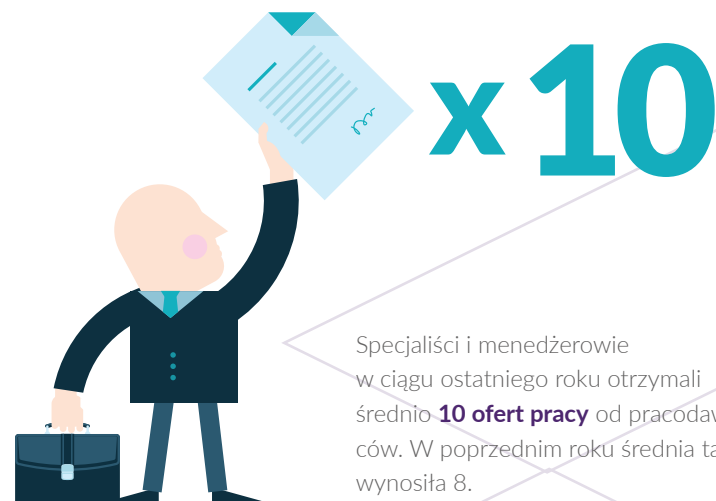 x 10
Specjaliści i menedżerowie
w ciągu ostatniego roku otrzymali
średnio 10 ofert pracy od pracodaw
ców. W poprzednim roku średnia ta
wynosiła 8.